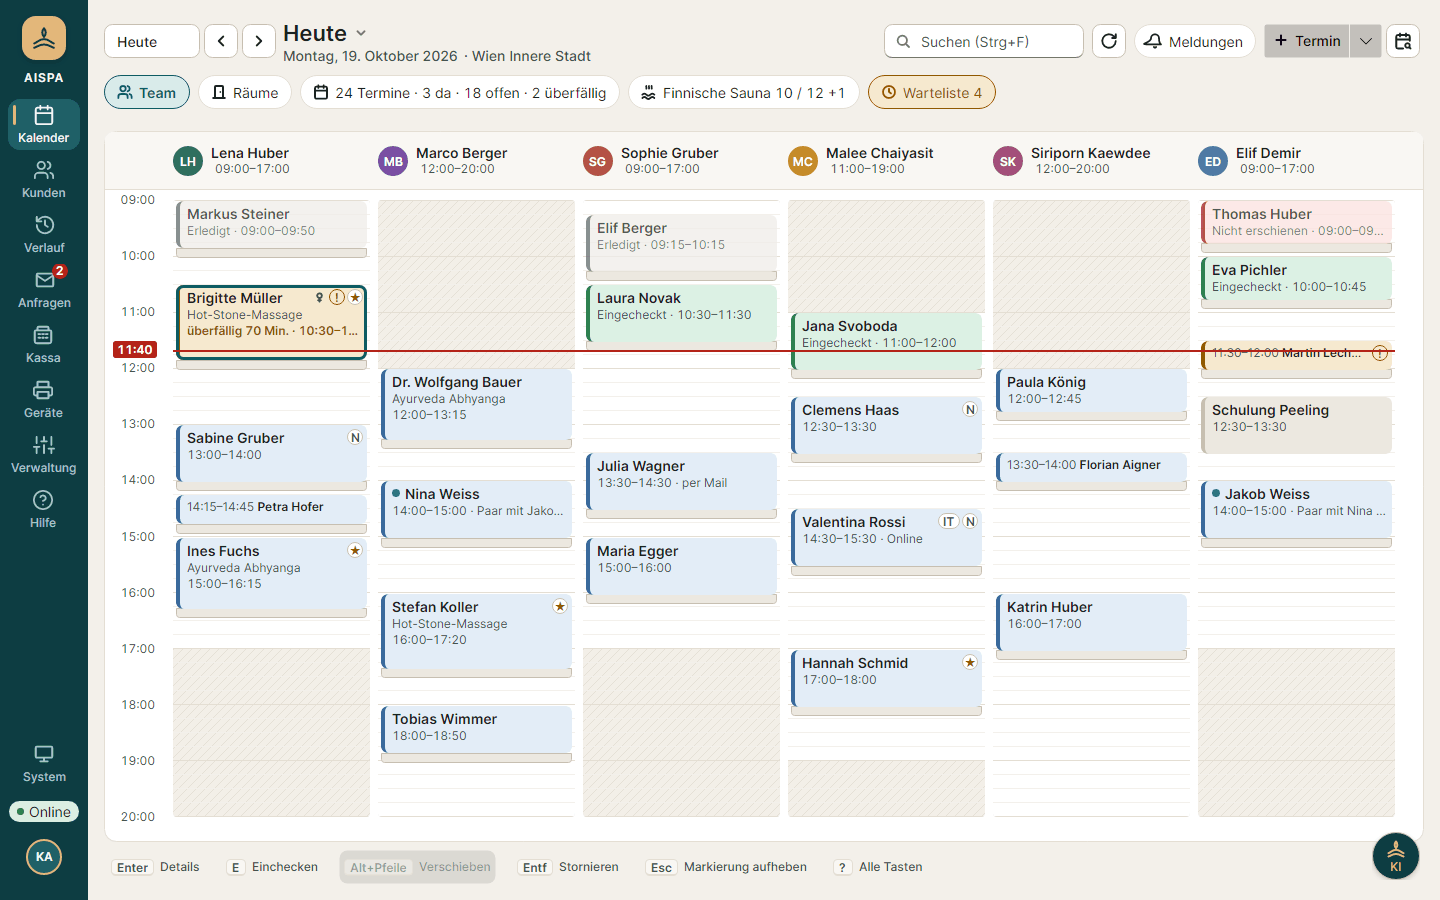 AISPA
Kalender
Kunden
Verlauf
2
Anfragen
Kassa
Geräte
Verwaltung
Hilfe
System
Online
KA
Heute
Heute
Montag, 19. Oktober 2026 · Wien Innere Stadt
Suchen (Strg+F)
Meldungen
+ Termin
Team
Räume
24 Termine · 3 da · 18 offen · 2 überfällig
Finnische Sauna 10 / 12 +1
Warteliste 4
LH Lena Huber
09:00–17:00
MB Marco Berger
12:00–20:00
SG Sophie Gruber
09:00–17:00
MC Malee Chaiyasit
11:00–19:00
SK Siriporn Kaewdee
12:00–20:00
ED Elif Demir
09:00–17:00
09:00
10:00
11:00
11:40
12:00
13:00
14:00
15:00
16:00
17:00
18:00
19:00
20:00
Markus Steiner
Erledigt · 09:00–09:50
Brigitte Müller
Hot-Stone-Massage
überfällig 70 Min. · 10:30–1...
Sabine Gruber N
13:00–14:00
14:15–14:45 Petra Hofer
Ines Fuchs
Ayurveda Abhyanga
15:00–16:15
Dr. Wolfgang Bauer
Ayurveda Abhyanga
12:00–13:15
Nina Weiss
14:00–15:00 · Paar mit Jako...
Stefan Koller
Hot-Stone-Massage
16:00–17:20
Tobias Wimmer
18:00–18:50
Elif Berger
Erledigt · 09:15–10:15
Laura Novak
Eingecheckt · 10:30–11:30
Julia Wagner
13:30–14:30 · per Mail
Maria Egger
15:00–16:00
Jana Svoboda
Eingecheckt · 11:00–12:00
Clemens Haas N
12:30–13:30
Valentina Rossi IT N
14:30–15:30 · Online
Hannah Schmid
17:00–18:00
Paula König
12:00–12:45
13:30–14:00 Florian Aigner
Katrin Huber
16:00–17:00
Thomas Huber
Nicht erschienen · 09:00–09...
Eva Pichler
Eingecheckt · 10:00–10:45
11:30–12:00 Martin Lech...
Schulung Peeling
12:30–13:30
Jakob Weiss
14:00–15:00 · Paar mit Nina ...
Enter Details
E Einchecken
Alt+Pfeile Verschieben
Entf Stornieren
Esc Markierung aufheben
? Alle Tasten
KI